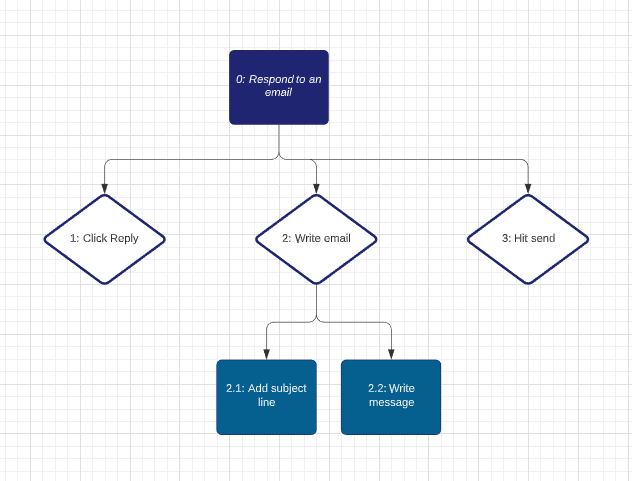 0: Respond to an
email
1: Click Reply
2: Write email
3: Hit send
2.1: Add subject
line
2.2: Write
message